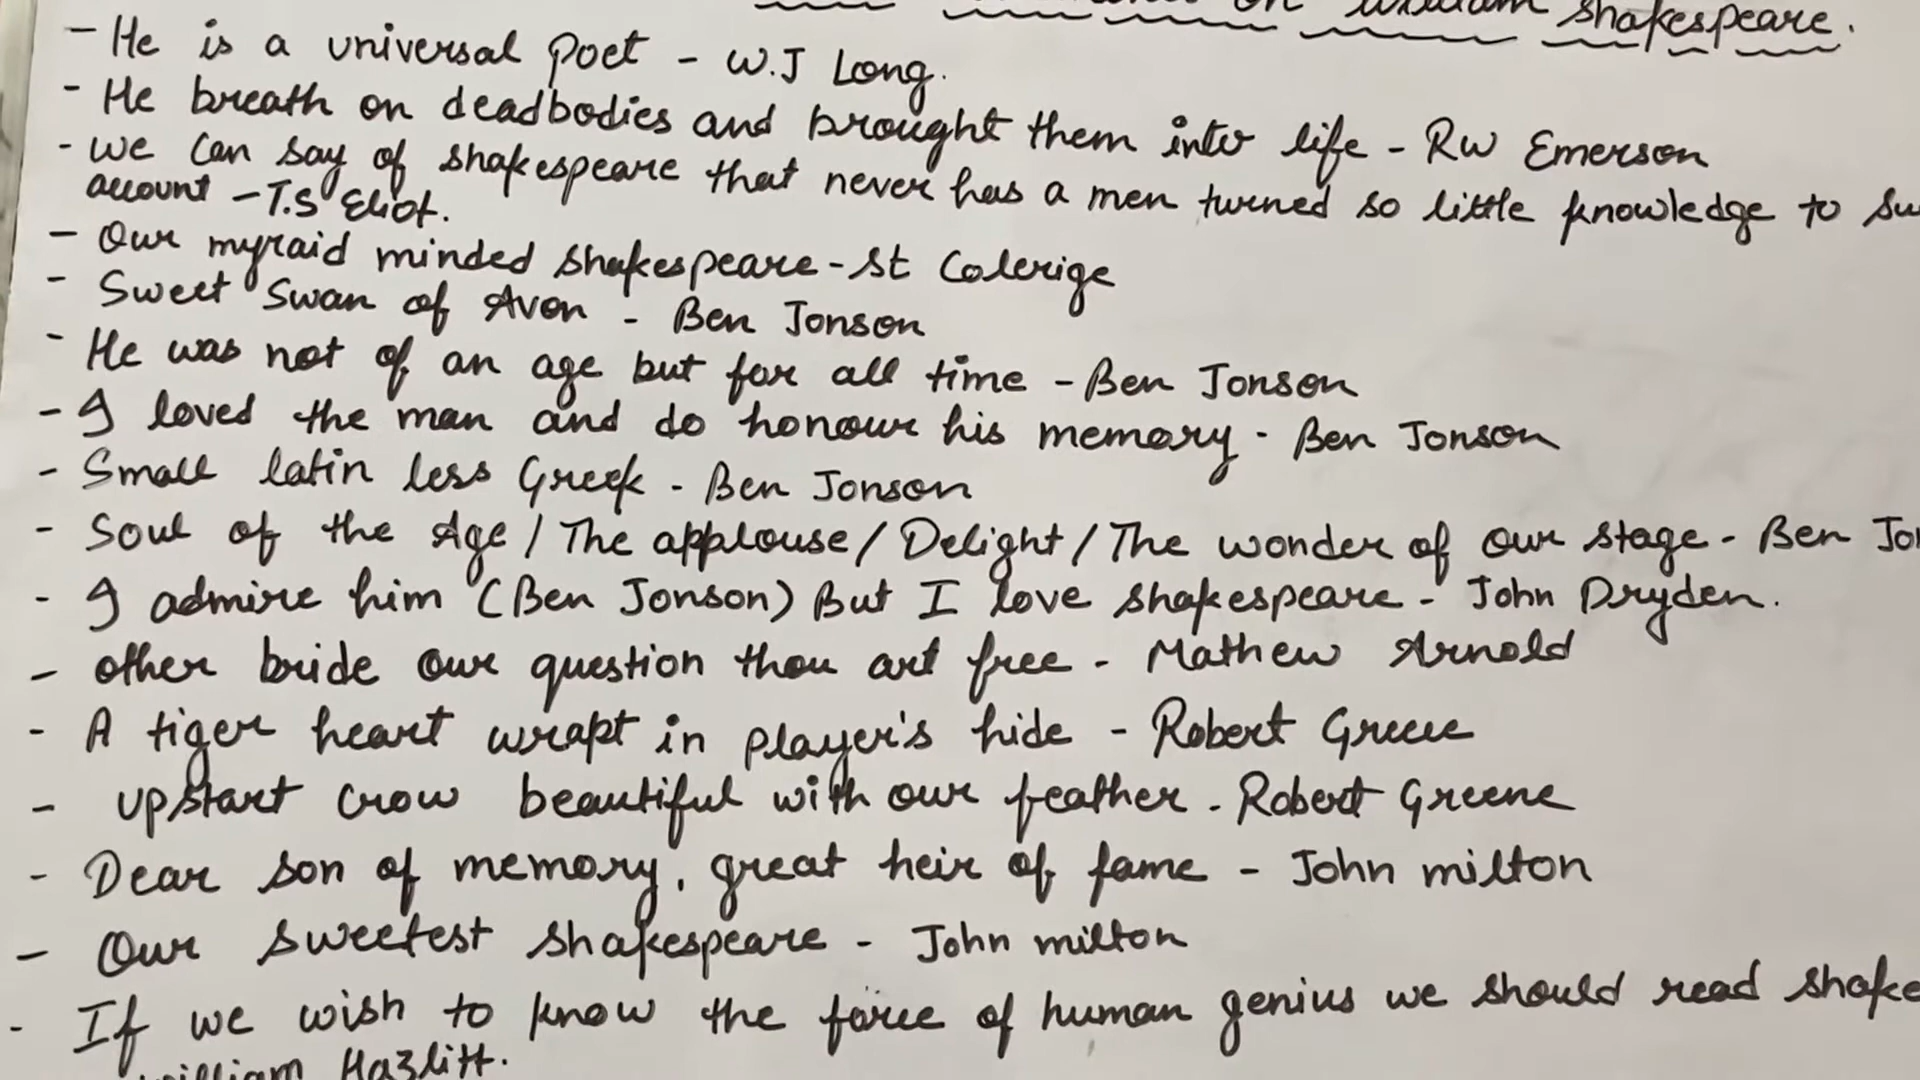 on William Shakespeare.
- He is a universal poet - W.J Long.
- He breath on deadbodies and brought them into life - RW Emerson
- We can say of Shakespeare that never has a men turned so little knowledge to
account - T.S Eliot.
- Our myraid minded Shakespeare - St Colerige
- Sweet Swan of Avon - Ben Jonson
- He was not of an age but for all time - Ben Jonson
- I loved the man and do honour his memory - Ben Jonson
- Small latin less Greek - Ben Jonson
- Soul of the Age / The applouse / Delight / The wonder of our stage - Ben
- I admire him (Ben Jonson) But I love Shakespeare - John Dryden.
- other bride our question thou art free - Mathew Arnold
- A tiger heart wrapt in player's hide - Robert Greene
- upstart crow beautiful with our feather - Robert Greene
- Dear son of memory, great heir of fame - John milton
- Our sweetest Shakespeare - John milton
- If we wish to know the force of human genius we should read Shake
William Hazlitt.